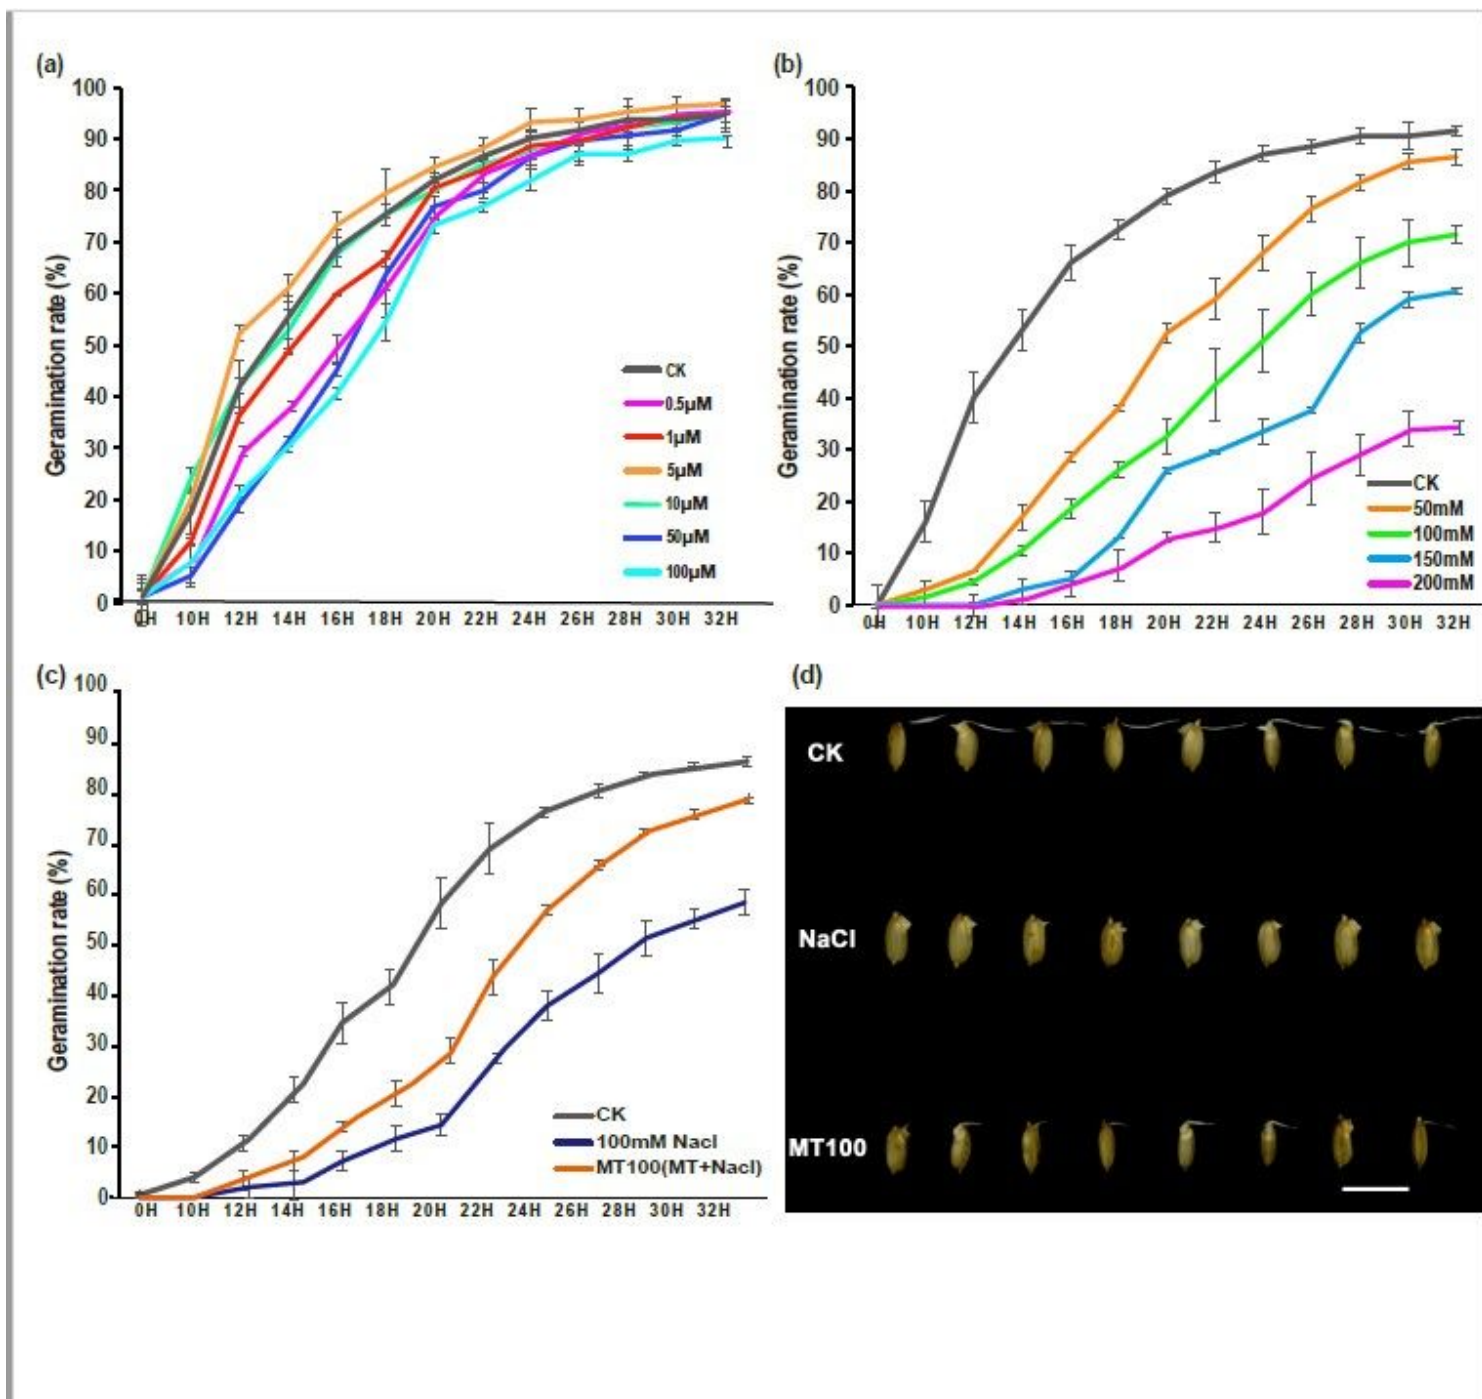 (a)
100
90
80
70
60
50
40
30
20
10
0
Geramination rate (%)
CK
0.5μM
1μM
5μM
10μM
50μM
100μM
0H 10H 12H 14H 16H 18H 20H 22H 24H 26H 28H 30H 32H
(b)
100
90
80
70
60
50
40
30
20
10
0
Geramination rate (%)
CK
50mM
100mM
150mM
200mM
0H 10H 12H 14H 16H 18H 20H 22H 24H 26H 28H 30H 32H
(c)
100
90
80
70
60
50
40
30
20
10
0
Geramination rate (%)
CK
100mM Nacl
MT100(MT+Nacl)
0H 10H 12H 14H 16H 18H 20H 22H 24H 26H 28H 30H 32H
(d)
CK
NaCl
MT100